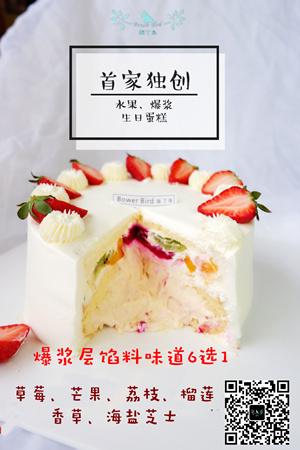 首家独创
水果、爆浆
生日蛋糕
Bower Bird
爆浆层馅料味道6选1
草莓、芒果、荔枝、榴莲
香草、海盐芝士